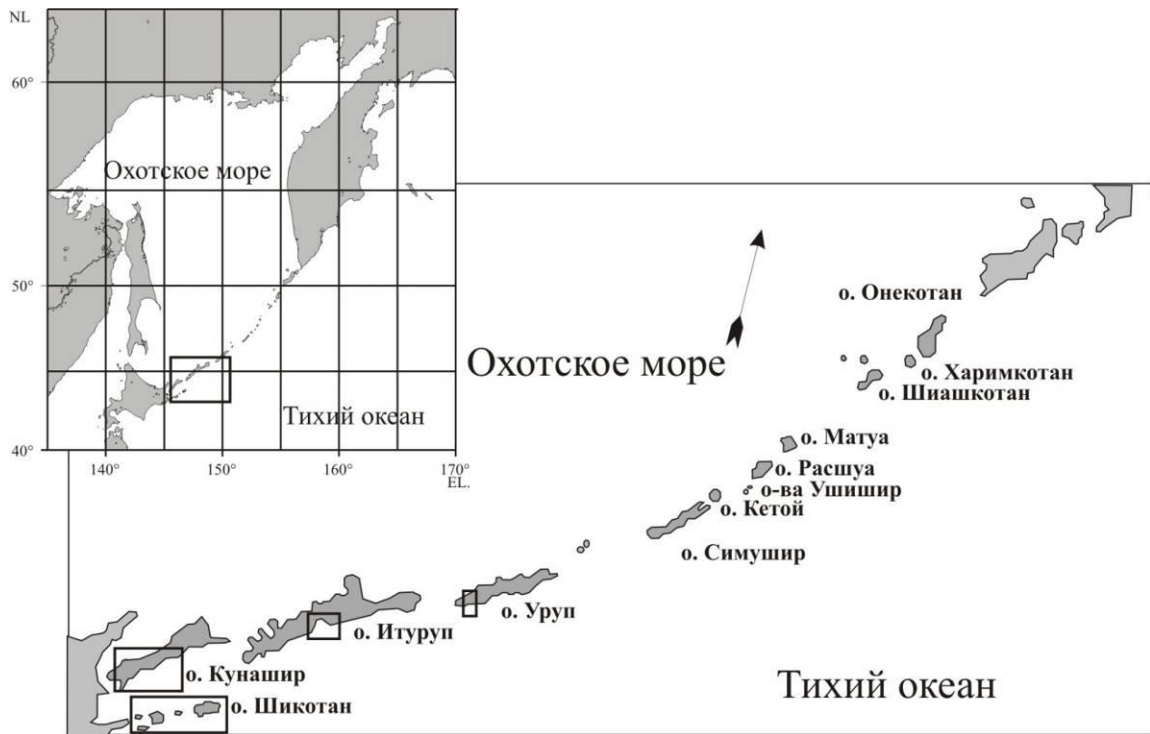 NL
60°
Охотское море
50°
Тихий океан
40°
140°
150°
160°
170°
EL.
о. Онекотан
Охотское море
о. Харимкотан
о. Шиашкотан
о. Матуа
о. Расшуа
о-ва Ушишир
о. Кетой
о. Симушир
о. Уруп
о. Итуруп
о. Кунашир
Тихий океан
о. Шикотан